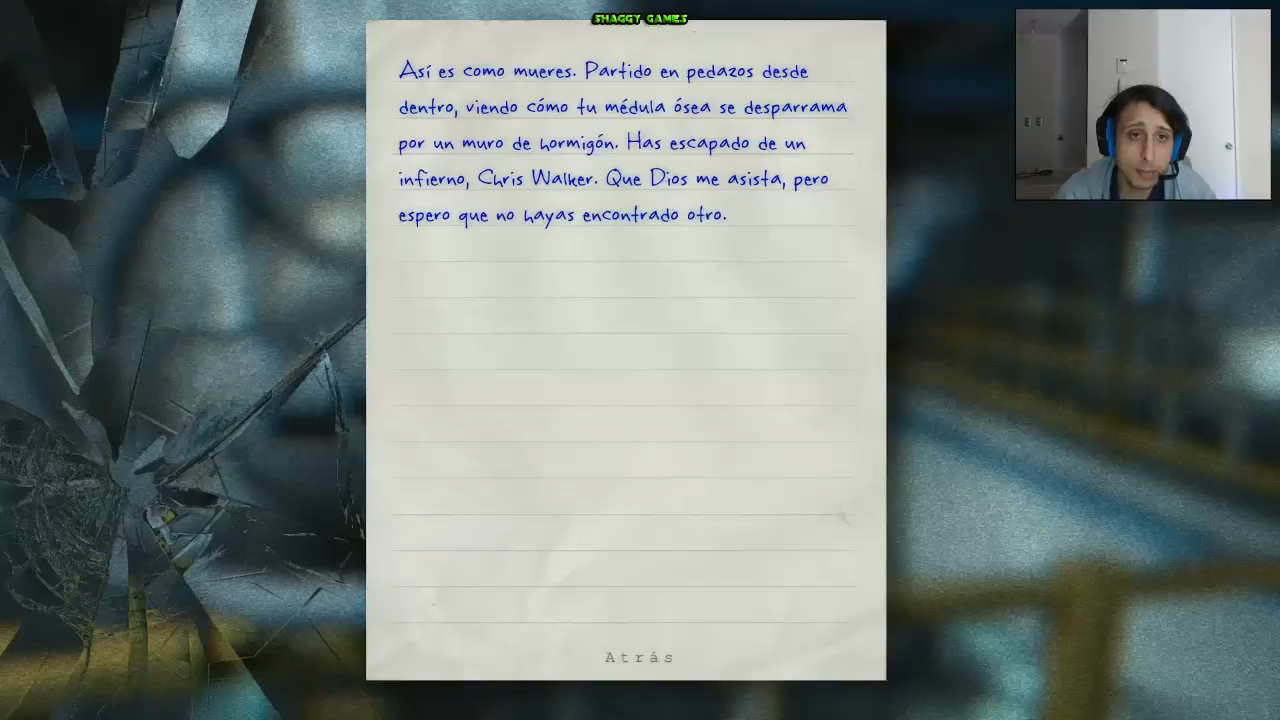 SHAGGY GAMES
Así es como mueres. Partido en pedazos desde
dentro, viendo cómo tu médula ósea se desparrama
por un muro de hormigón. Has escapado de un
infierno, Chris Walker. Que Dios me asista, pero
espero que no hayas encontrado otro.
Atrás